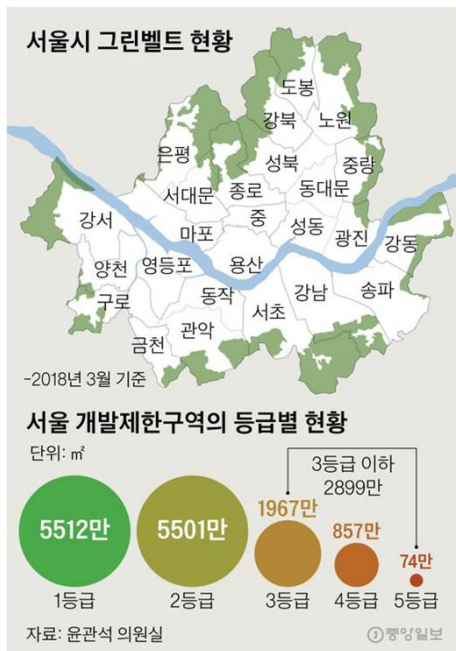 서울시 그린벨트 현황
도봉
강북 노원
은평
성북 중랑
서대문 종로 동대문
강서 마포 중 성동 광진 강동
양천 영등포 용산
구로 동작 서초 강남 송파
금천 관악
-2018년 3월 기준
서울 개발제한구역의 등급별 현황
단위: ㎡
3등급 이하
2899만
5512만 5501만 1967만 857만 74만
1등급 2등급 3등급 4등급 5등급
자료: 윤관석 의원실 중앙일보